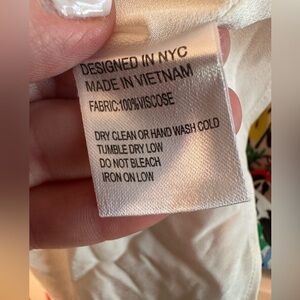 DESIGNED IN NYC
MADE IN VIETNAM
FABRIC:100%VISCOSE
DRY CLEAN OR HAND WASH COLD
TUMBLE DRY LOW
DO NOT BLEACH
IRON ON LOW